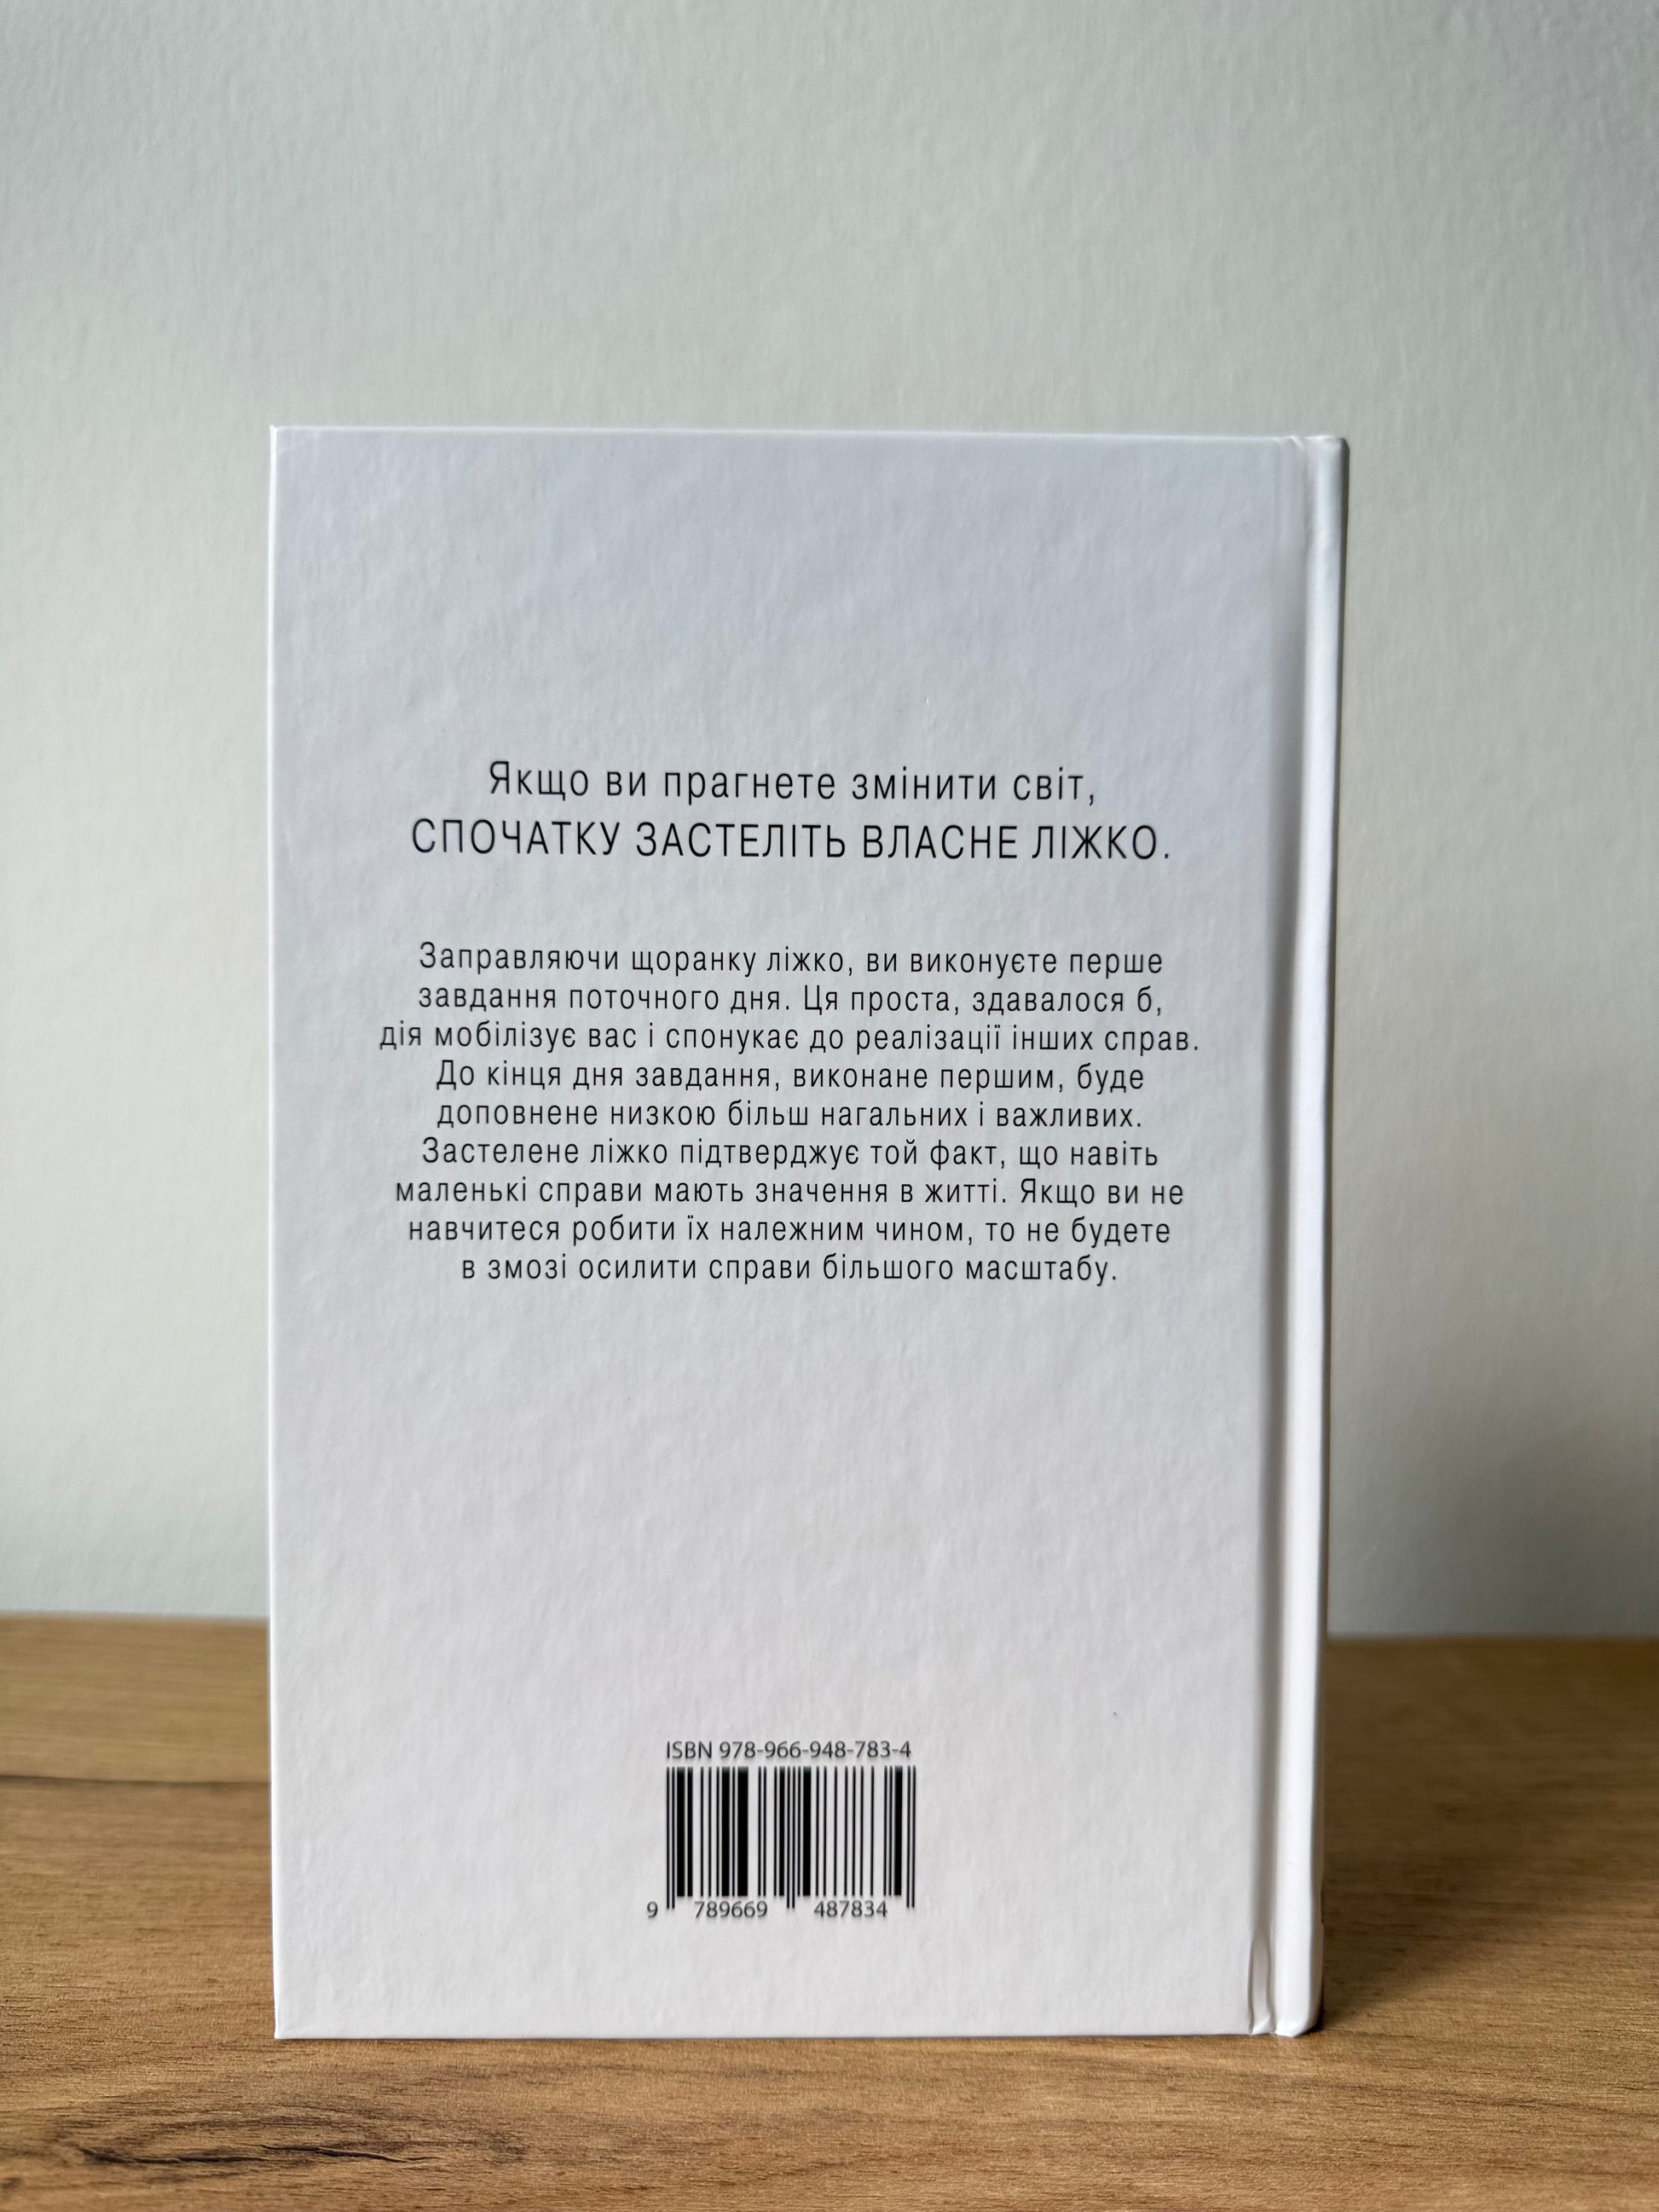 Якщо ви прагнете змінити світ,
СПОЧАТКУ ЗАСТЕЛІТЬ ВЛАСНЕ ЛІЖКО.
Заправляючи щоранку ліжко, ви виконуєте перше
завдання поточного дня. Ця проста, здавалося б,
дія мобілізує вас і спонукає до реалізації інших справ.
До кінця дня завдання, виконане першим, буде
доповнене низкою більш нагальних і важливих.
Застелене ліжко підтверджує той факт, що навіть
маленькі справи мають значення в житті. Якщо ви не
навчитеся робити їх належним чином, то не будете
в змозі осилити справи більшого масштабу.
ISBN 978-966-948-783-4
9 789669 487834